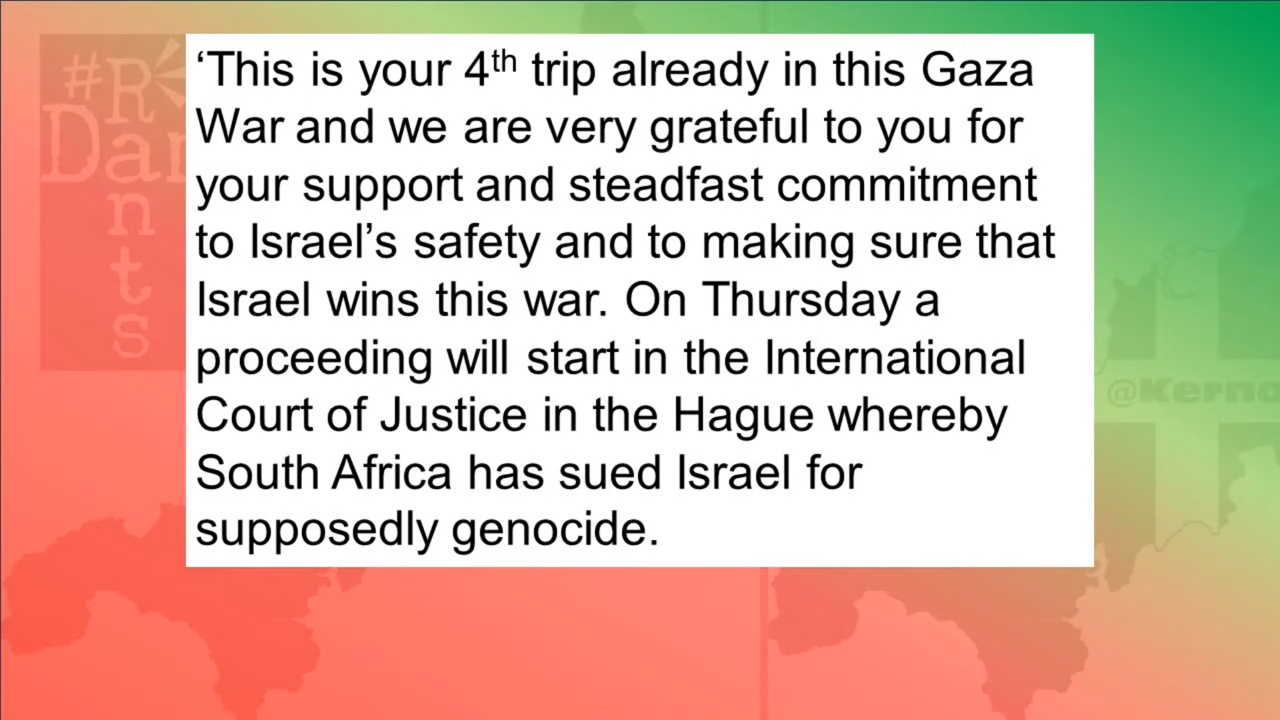 ‘This is your 4th trip already in this Gaza
War and we are very grateful to you for
your support and steadfast commitment
to Israel’s safety and to making sure that
Israel wins this war. On Thursday a
proceeding will start in the International
Court of Justice in the Hague whereby
South Africa has sued Israel for
supposedly genocide.
#R
Dar
n
t
s
@Kerno